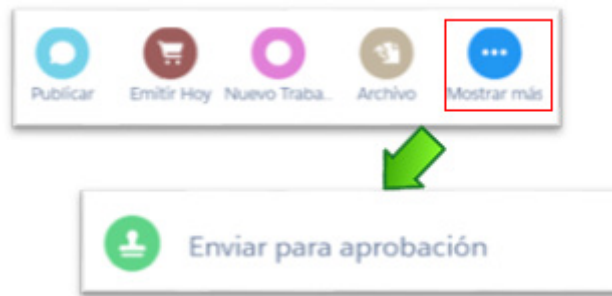 Publicar Emitir Hoy Nuevo Traba... Archivo Mostrar más
Enviar para aprobación